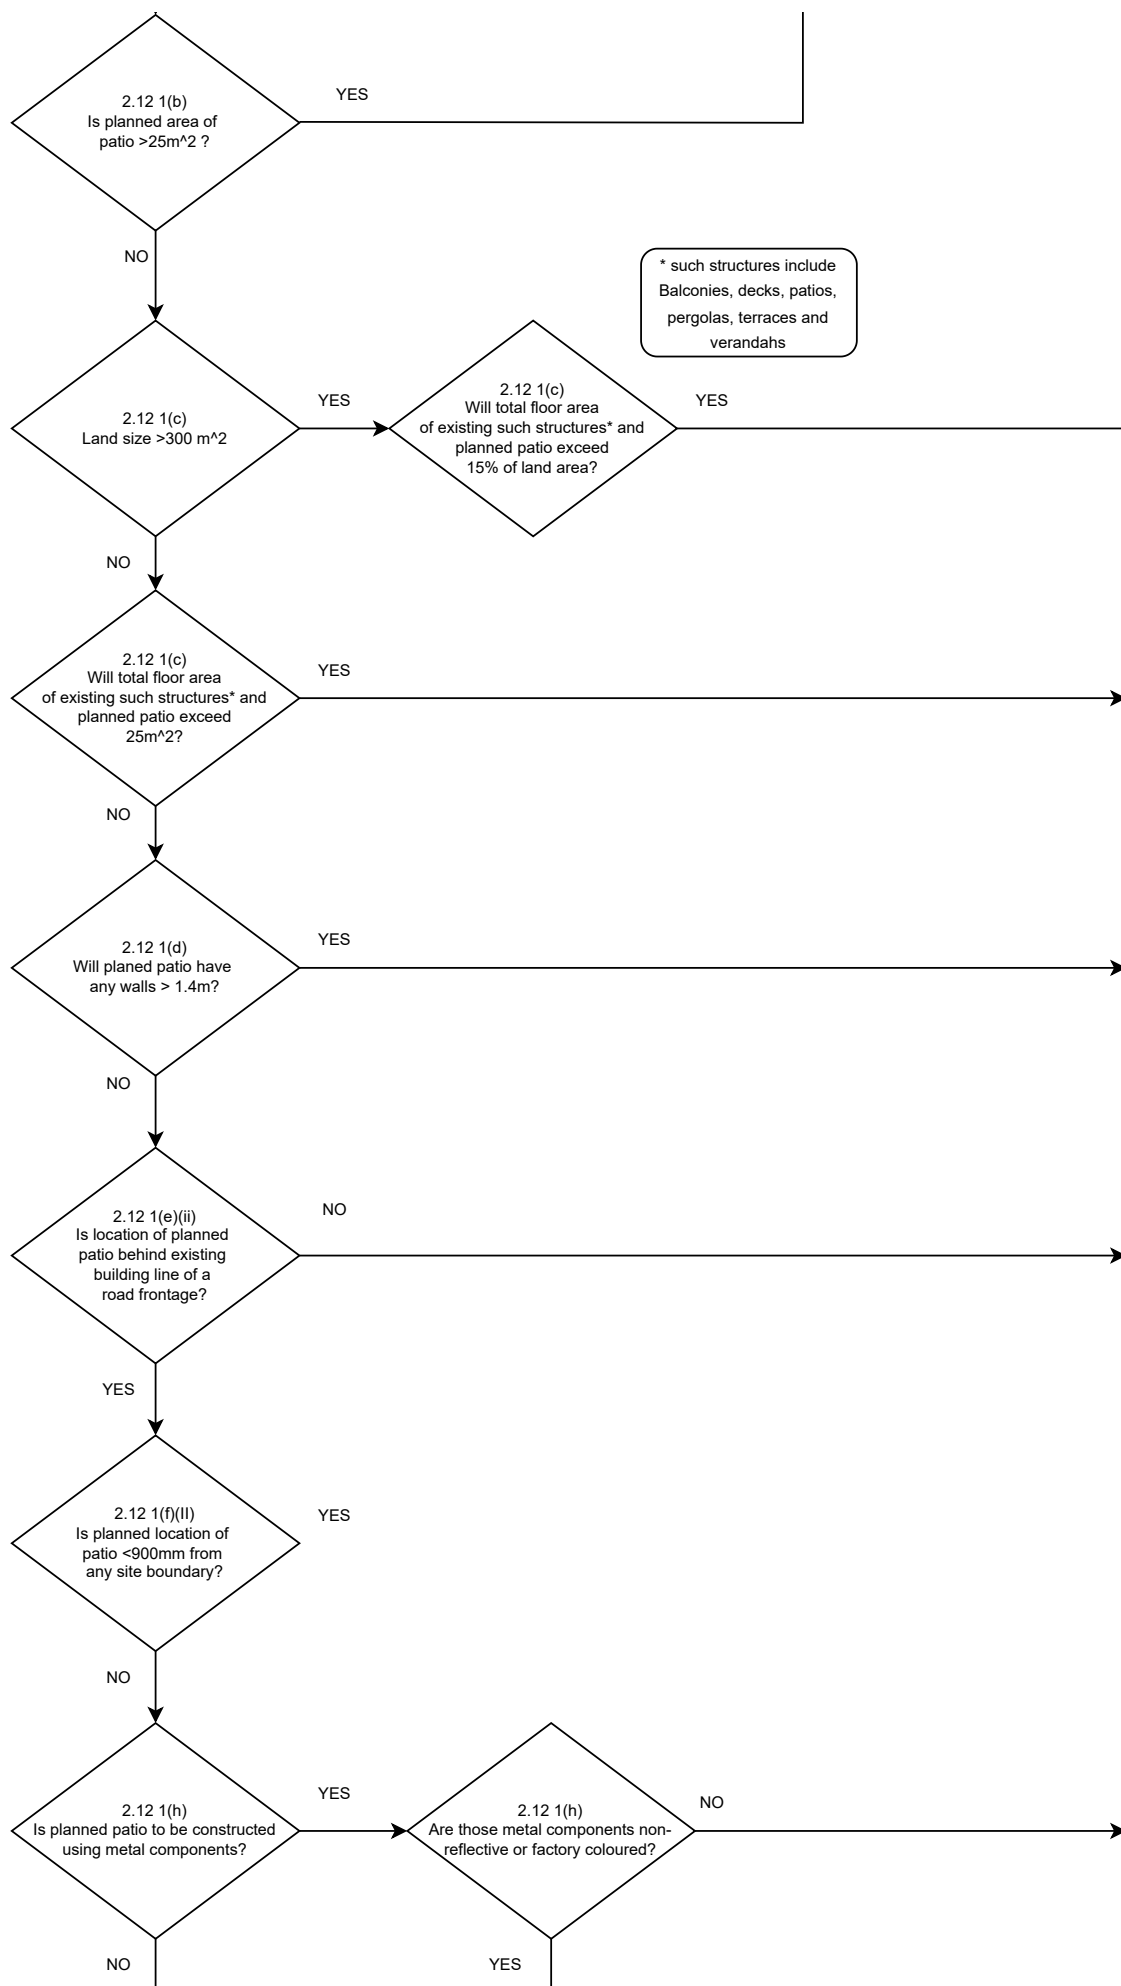 2.12 1(b)
Is planned area of
patio >25m^2 ?
YES
NO
* such structures include
Balconies, decks, patios,
pergolas, terraces and
verandahs
2.12 1(c)
Land size >300 m^2
YES
2.12 1(c)
Will total floor area
of existing such structures* and
planned patio exceed
15% of land area?
YES
NO
2.12 1(c)
Will total floor area
of existing such structures* and
planned patio exceed
25m^2?
YES
NO
2.12 1(d)
Will planed patio have
any walls > 1.4m?
YES
NO
2.12 1(e)(ii)
Is location of planned
patio behind existing
building line of a
road frontage?
NO
YES
2.12 1(f)(II)
Is planned location of
patio <900mm from
any site boundary?
YES
NO
2.12 1(h)
Is planned patio to be constructed
using metal components?
YES
2.12 1(h)
Are those metal components non-
reflective or factory coloured?
NO
NO
YES